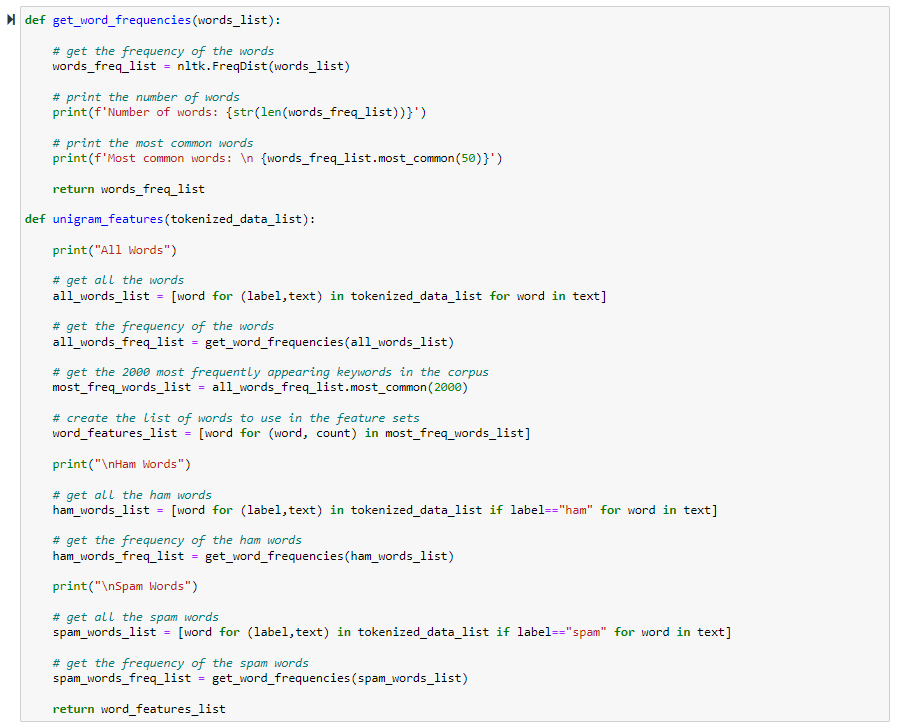 def get_word_frequencies(words_list):
    # get the frequency of the words
    words_freq_list = nltk.FreqDist(words_list)
    # print the number of words
    print(f'Number of words: {str(len(words_freq_list))}')
    # print the most common words
    print(f'Most common words: \n {words_freq_list.most_common(50)}')
    return words_freq_list
def unigram_features(tokenized_data_list):
    print("All Words")
    # get all the words
    all_words_list = [word for (label,text) in tokenized_data_list for word in text]
    # get the frequency of the words
    all_words_freq_list = get_word_frequencies(all_words_list)
    # get the 2000 most frequently appearing keywords in the corpus
    most_freq_words_list = all_words_freq_list.most_common(2000)
    # create the list of words to use in the feature sets
    word_features_list = [word for (word, count) in most_freq_words_list]
    print("\nHam Words")
    # get all the ham words
    ham_words_list = [word for (label,text) in tokenized_data_list if label=="ham" for word in text]
    # get the frequency of the ham words
    ham_words_freq_list = get_word_frequencies(ham_words_list)
    print("\nSpam Words")
    # get all the spam words
    spam_words_list = [word for (label,text) in tokenized_data_list if label=="spam" for word in text]
    # get the frequency of the spam words
    spam_words_freq_list = get_word_frequencies(spam_words_list)
    return word_features_list